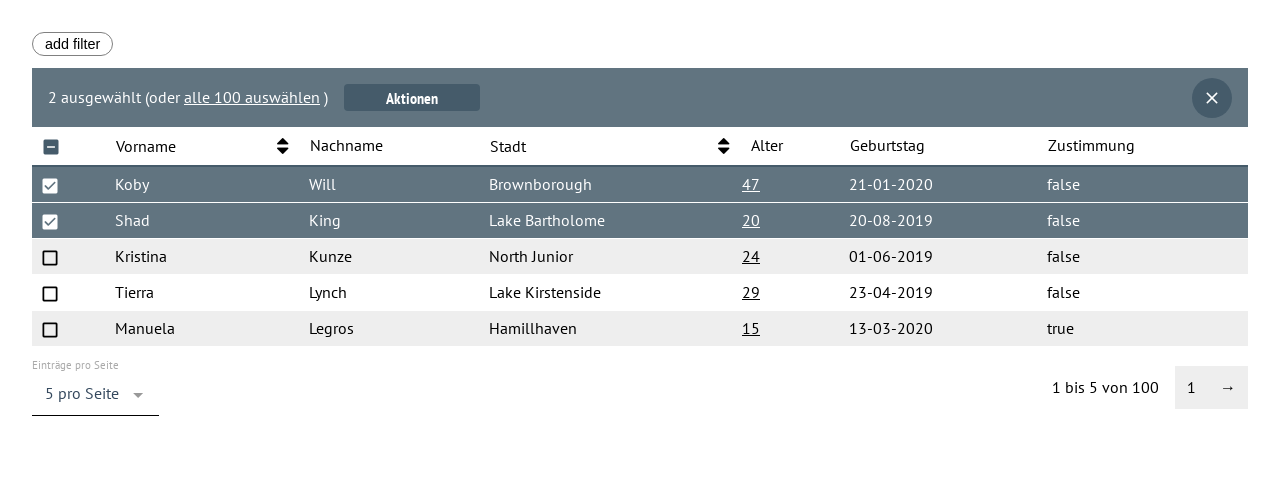 add filter
2 ausgewählt (oder alle 100 auswählen ) Aktionen
Vorname Nachname Stadt Alter Geburtstag Zustimmung
Koby Will Brownborough 47 21-01-2020 false
Shad King Lake Bartholome 20 20-08-2019 false
Kristina Kunze North Junior 24 01-06-2019 false
Tierra Lynch Lake Kirstenside 29 23-04-2019 false
Manuela Legros Hamillhaven 15 13-03-2020 true
Einträge pro Seite
5 pro Seite 1 bis 5 von 100 1 →